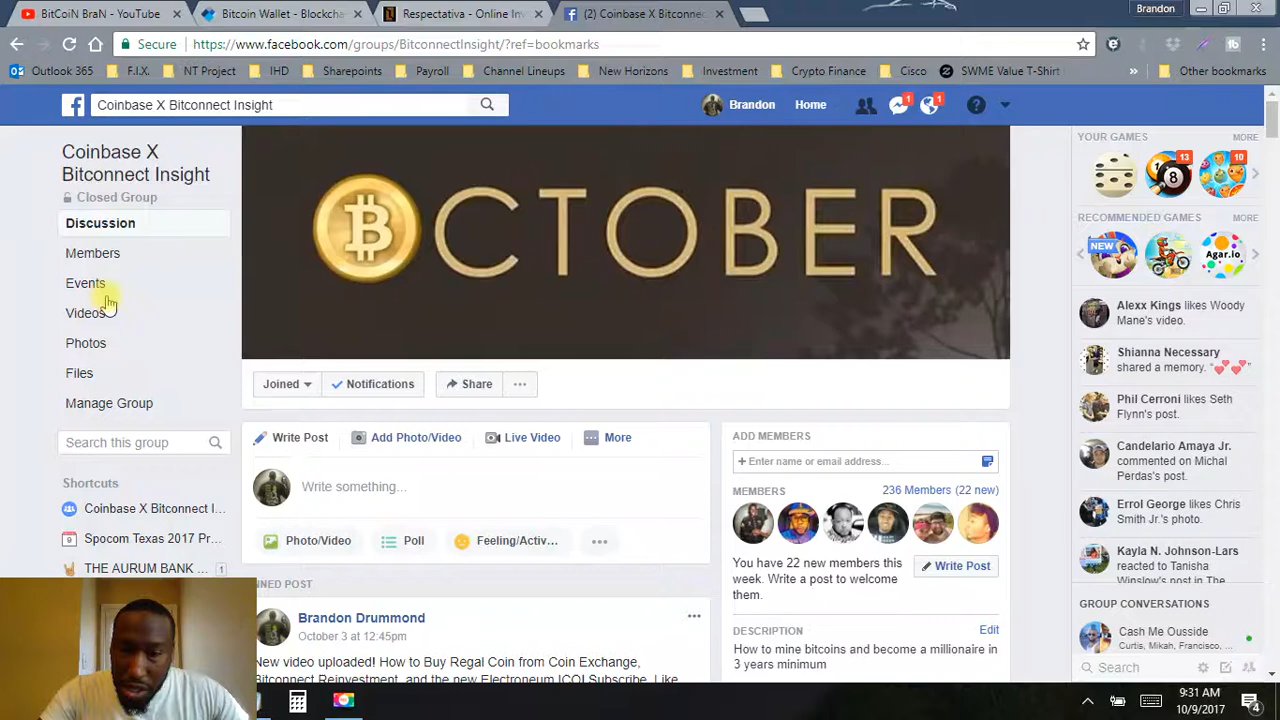 BitCoiN BraN - YouTube
Bitcoin Wallet - Blockcha
Respectativa - Online Inv
(2) Coinbase X Bitconnec
Brandon
Secure
https://www.facebook.com/groups/BitconnectInsight/?ref=bookmarks
Outlook 365
F.I.X.
NT Project
IHD
Sharepoints
Payroll
Channel Lineups
New Horizons
Investment
Crypto Finance
Cisco
SWME Value T-Shirt
Other bookmarks
Coinbase X Bitconnect Insight
Brandon
Home
1
1
Coinbase X
Bitconnect Insight
Closed Group
Discussion
Members
Events
Videos
Photos
Files
Manage Group
Search this group
Shortcuts
Coinbase X Bitconnect I...
Spocom Texas 2017 Pr...
THE AURUM BANK ...
1
OCTOBER
Joined
Notifications
Share
Write Post
Add Photo/Video
Live Video
More
Write something...
Photo/Video
Poll
Feeling/Activ...
INNED POST
Brandon Drummond
October 3 at 12:45pm
New video uploaded! How to Buy Regal Coin from Coin Exchange,
Bitconnect Reinvestment, and the new Electroneum ICO! Subscribe, Like
ADD MEMBERS
+ Enter name or email address...
MEMBERS
236 Members (22 new)
You have 22 new members this
week. Write a post to welcome
them.
Write Post
DESCRIPTION
Edit
How to mine bitcoins and become a millionaire in
3 years minimum
YOUR GAMES
MORE
13
10
8
RECOMMENDED GAMES
MORE
NEW
Agar.io
Alexx Kings likes Woody
Mane's video.
Shianna Necessary
shared a memory. "💕💕"
Phil Cerroni likes Seth
Flynn's post.
Candelario Amaya Jr.
commented on Michal
Perdas's post.
Errol George likes Chris
Smith Jr.'s photo.
Kayla N. Johnson-Lars
reacted to Tanisha
Winslow's post in The
GROUP CONVERSATIONS
Cash Me Ousside
Curtis, Mikah, Francisco, ...
Search
9:31 AM
10/9/2017
4